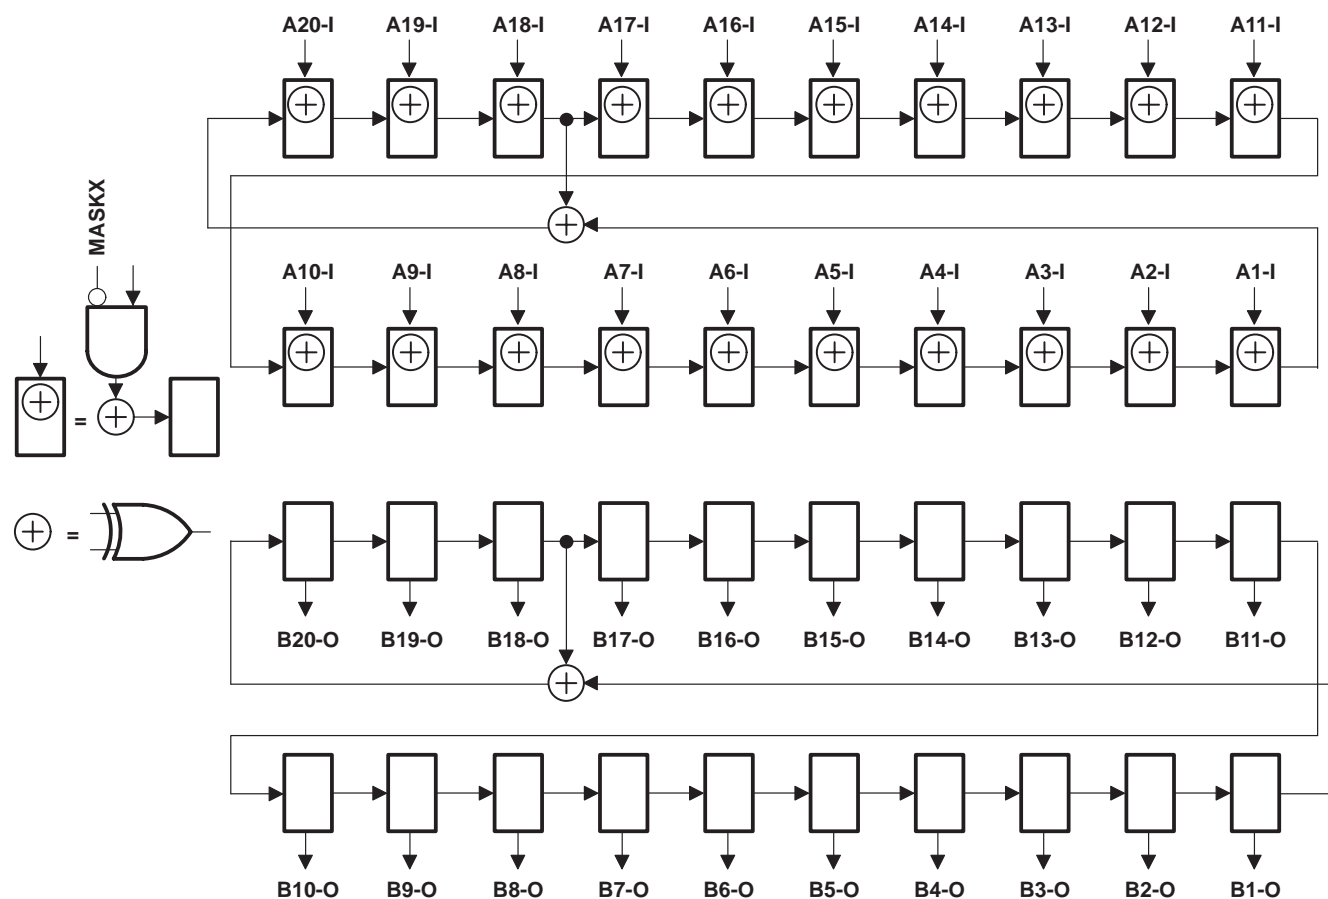 A20-I A19-I A18-I A17-I A16-I A15-I A14-I A13-I A12-I A11-I
MASKX
A10-I A9-I A8-I A7-I A6-I A5-I A4-I A3-I A2-I A1-I
=
=
B20-O B19-O B18-O B17-O B16-O B15-O B14-O B13-O B12-O B11-O
B10-O B9-O B8-O B7-O B6-O B5-O B4-O B3-O B2-O B1-O